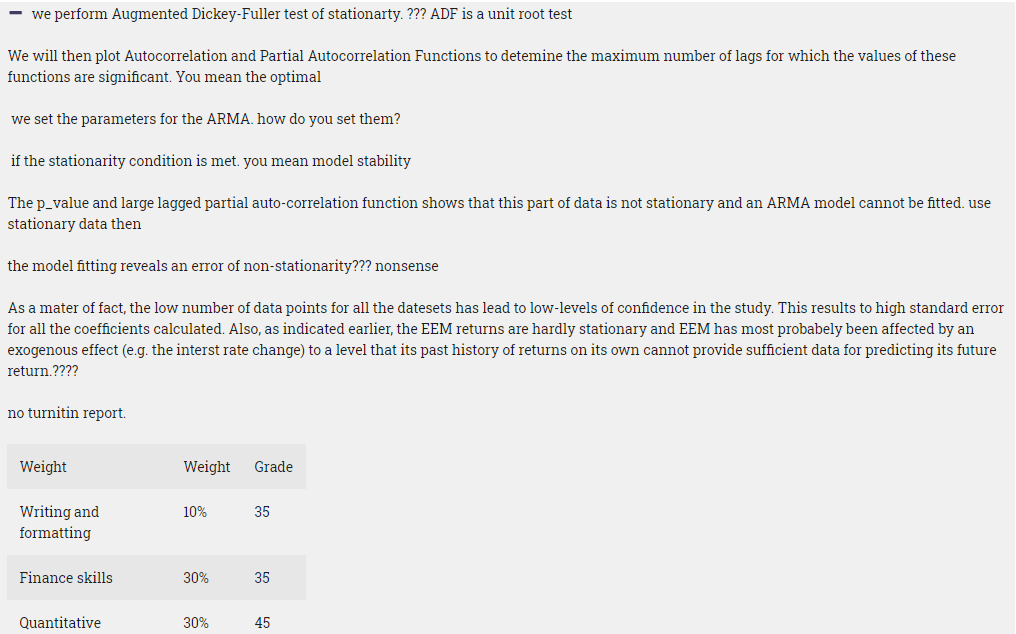 – we perform Augmented Dickey-Fuller test of stationarty. ??? ADF is a unit root test
We will then plot Autocorrelation and Partial Autocorrelation Functions to detemine the maximum number of lags for which the values of these
functions are significant. You mean the optimal
we set the parameters for the ARMA. how do you set them?
if the stationarity condition is met. you mean model stability
The p_value and large lagged partial auto-correlation function shows that this part of data is not stationary and an ARMA model cannot be fitted. use
stationary data then
the model fitting reveals an error of non-stationarity??? nonsense
As a mater of fact, the low number of data points for all the datesets has lead to low-levels of confidence in the study. This results to high standard error
for all the coefficients calculated. Also, as indicated earlier, the EEM returns are hardly stationary and EEM has most probabely been affected by an
exogenous effect (e.g. the interst rate change) to a level that its past history of returns on its own cannot provide sufficient data for predicting its future
return.????
no turnitin report.
Weight Weight Grade
Writing and 10% 35
formatting
Finance skills 30% 35
Quantitative 30% 45